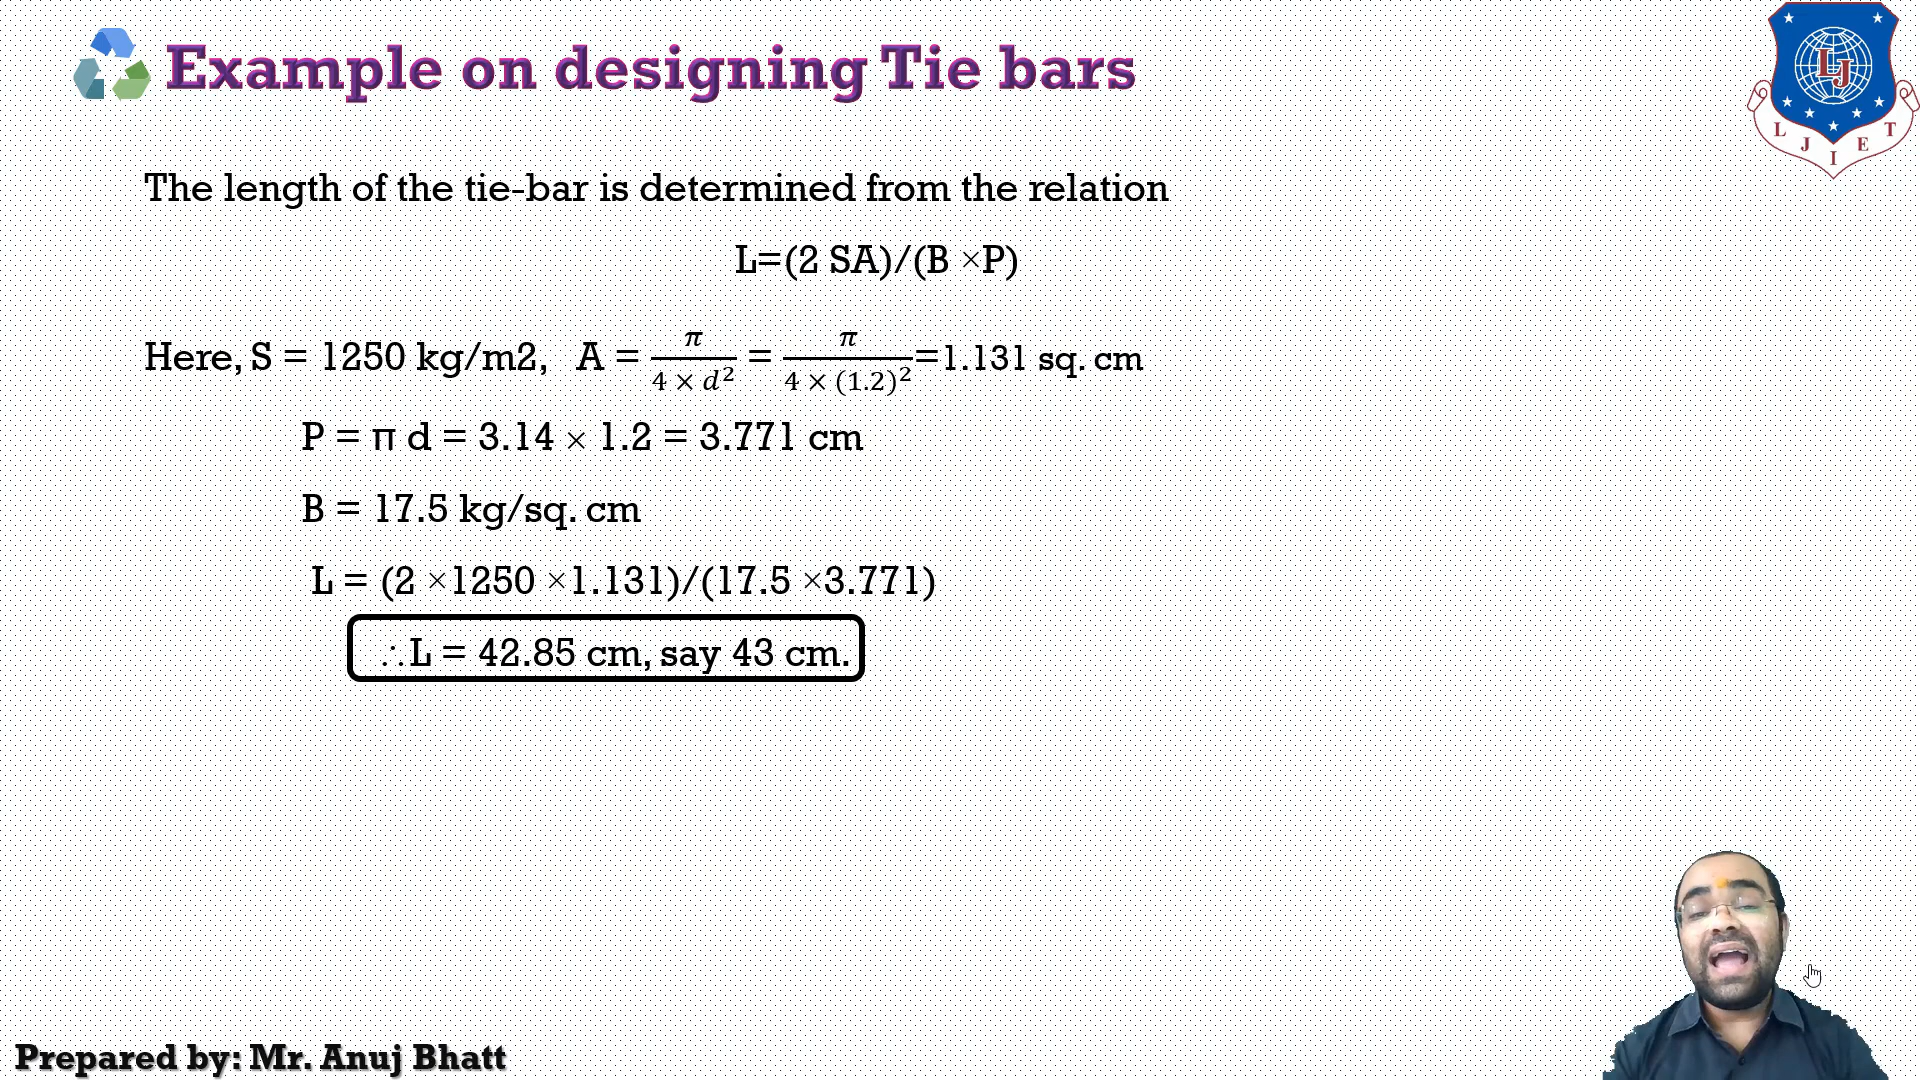 Example on designing Tie bars
LJ
L J I E T
The length of the tie-bar is determined from the relation
L=(2 SA)/(B ×P)
Here, S = 1250 kg/m2, A = π/(4 × d²) = π/(4 × (1.2)²)=1.131 sq. cm
P = π d = 3.14 × 1.2 = 3.771 cm
B = 17.5 kg/sq. cm
L = (2 ×1250 ×1.131)/(17.5 ×3.771)
∴L = 42.85 cm, say 43 cm.
Prepared by: Mr. Anuj Bhatt